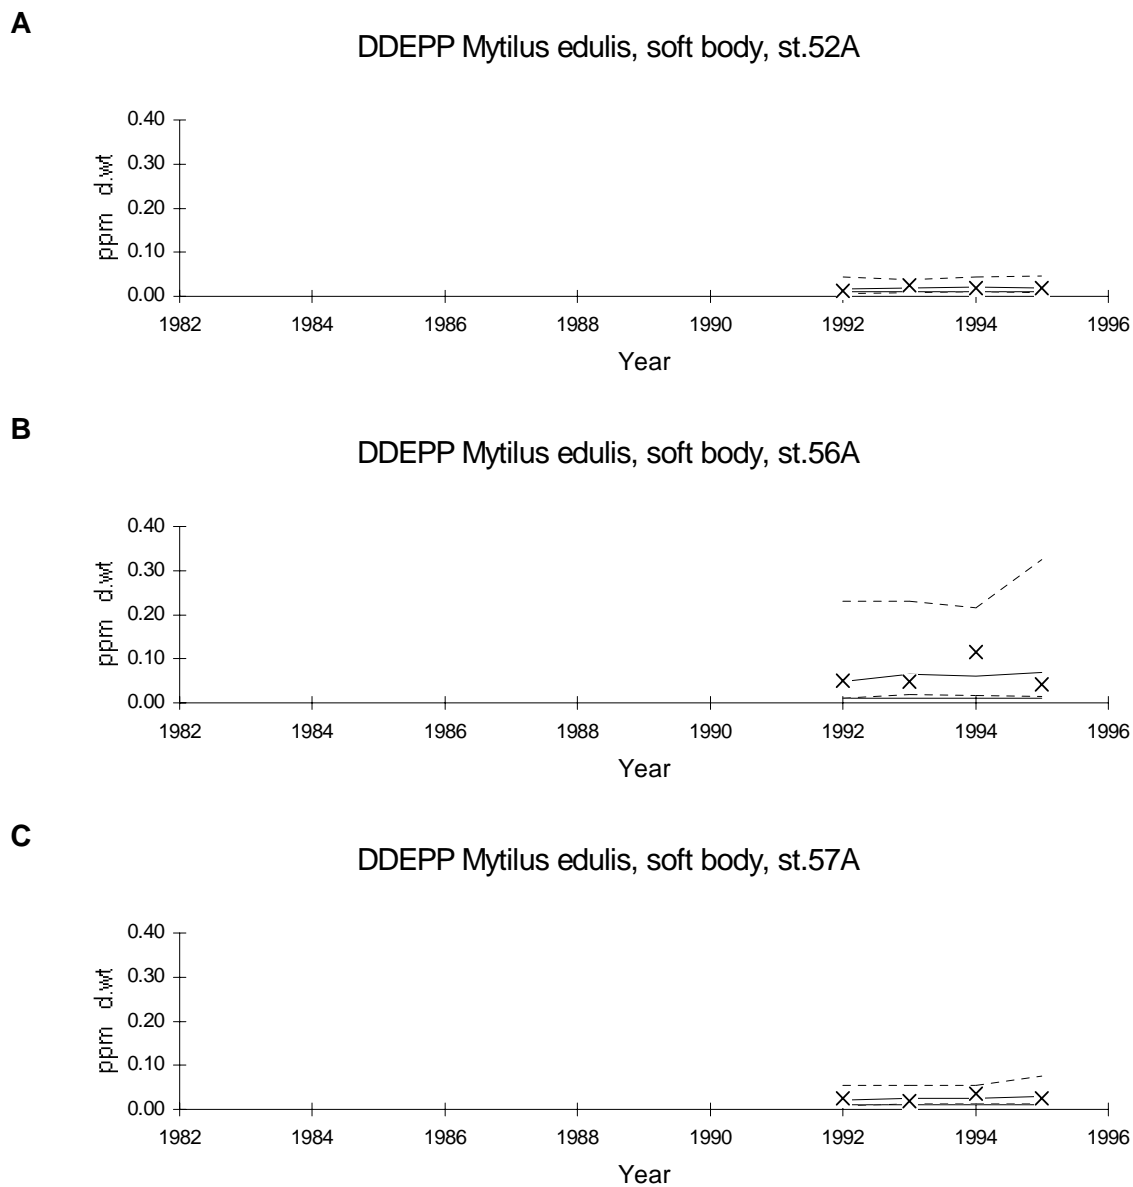 A
DDEPP Mytilus edulis, soft body, st.52A
0.40
0.30
0.20
0.10
0.00
ppm d.wt
1982 1984 1986 1988 1990 1992 1994 1996
Year
B
DDEPP Mytilus edulis, soft body, st.56A
0.40
0.30
0.20
0.10
0.00
ppm d.wt
1982 1984 1986 1988 1990 1992 1994 1996
Year
C
DDEPP Mytilus edulis, soft body, st.57A
0.40
0.30
0.20
0.10
0.00
ppm d.wt
1982 1984 1986 1988 1990 1992 1994 1996
Year